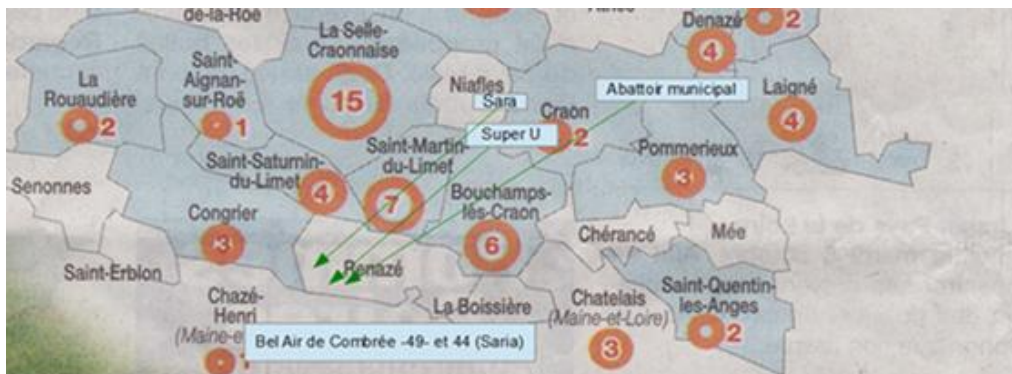 de-la-Roë
La Selle-
Craonnaise
15
Denazé
2
4
La
Rouaudière
2
Saint-
Aignan-
sur-Roë
1
Niafles
Sara
Abattoir municipal
Laigné
4
Craon
2
Super U
Saint-Martin-
du-Limet
7
Pommerieux
3
Saint-Saturnin-
du-Limet
4
Senonnes
Bouchamps-
lès-Craon
6
Congrier
3
Chérancé
Mée
Saint-Erblon
Renazé
Chazé-
Henri
La Boissière
Chatelais
(Maine-et-Loire)
3
Saint-Quentin-
les-Anges
2
(Maine-e
1
Bel Air de Combrée -49- et 44 (Saria)